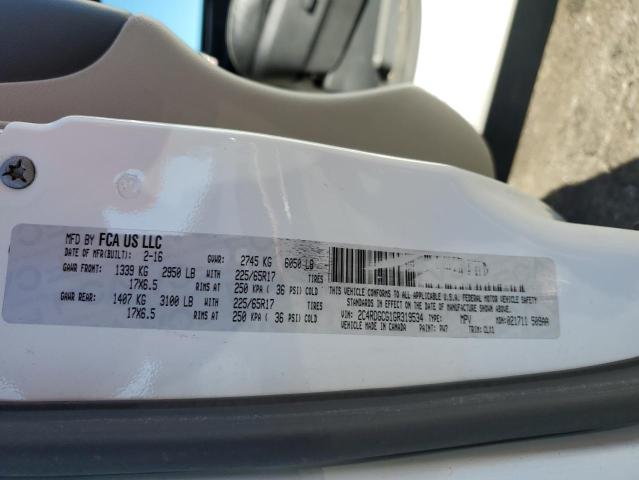 MFD BY FCA US LLC
DATE OF MFR(BUILT): 2-16 GVWR: 2745 KG 6050 LB
GAWR FRONT: 1339 KG 2950 LB WITH 225/65R17 TIRES
17X6.5 RIMS AT 250 KPA ( 36 PSI) COLD
GAWR REAR: 1407 KG 3100 LB WITH 225/65R17 TIRES
17X6.5 RIMS AT 250 KPA ( 36 PSI) COLD
THIS VEHICLE CONFORMS TO ALL APPLICABLE U.S.A. FEDERAL MOTOR VEHICLE SAFETY
STANDARDS IN EFFECT ON THE DATE OF MANUFACTURE SHOWN ABOVE.
VIN: 2C4RDGCG1GR319534 TYPE: MPV MDH:021711 509AA
VEHICLE MADE IN CANADA PAINT: PW7 TRIM: